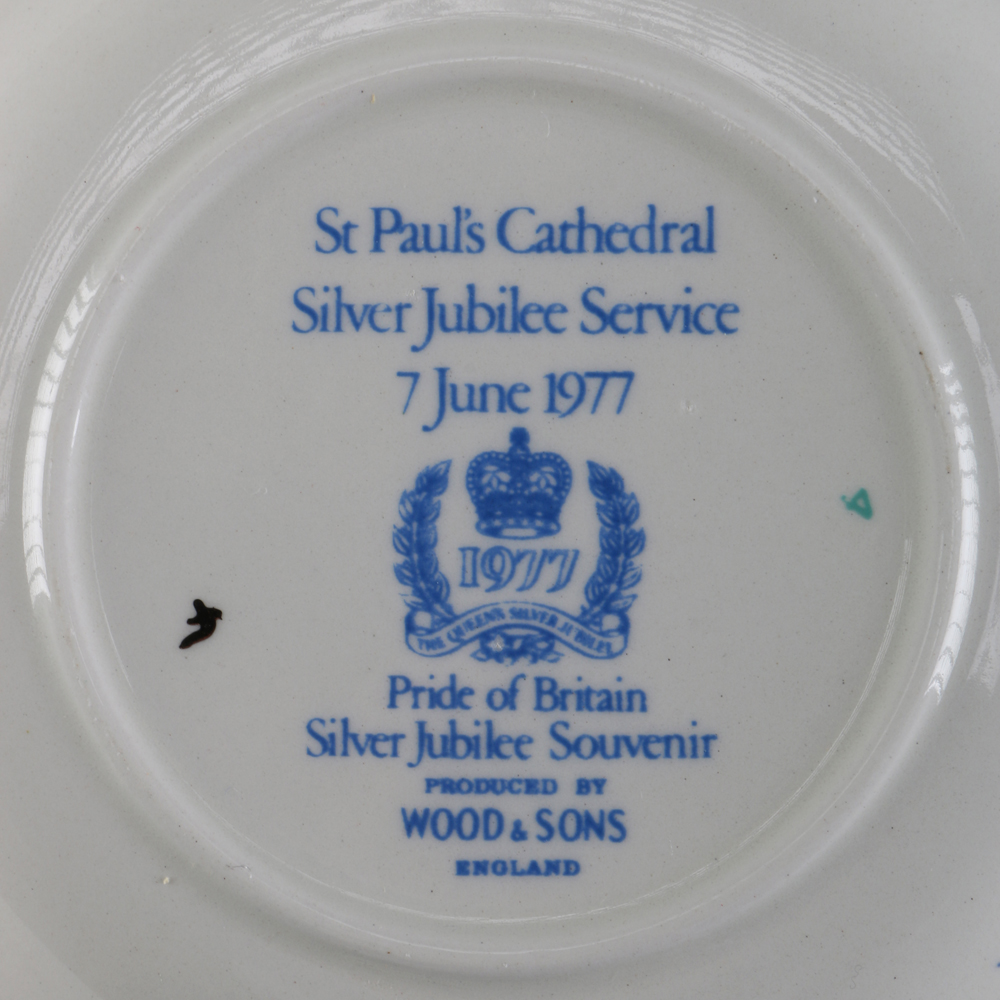 St Paul's Cathedral
Silver Jubilee Service
7 June 1977
1977
THE QUEEN'S SILVER JUBILEE
Pride of Britain
Silver Jubilee Souvenir
PRODUCED BY
WOOD & SONS
ENGLAND